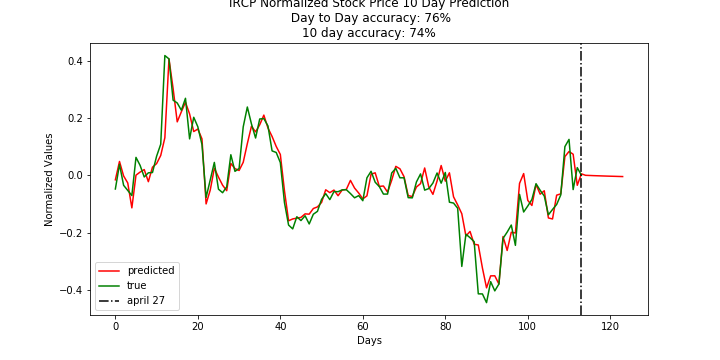 IRCP Normalized Stock Price 10 Day Prediction
Day to Day accuracy: 76%
10 day accuracy: 74%
Normalized Values
0.4
0.2
0.0
−0.2
−0.4
predicted
true
april 27
0
20
40
60
80
100
120
Days